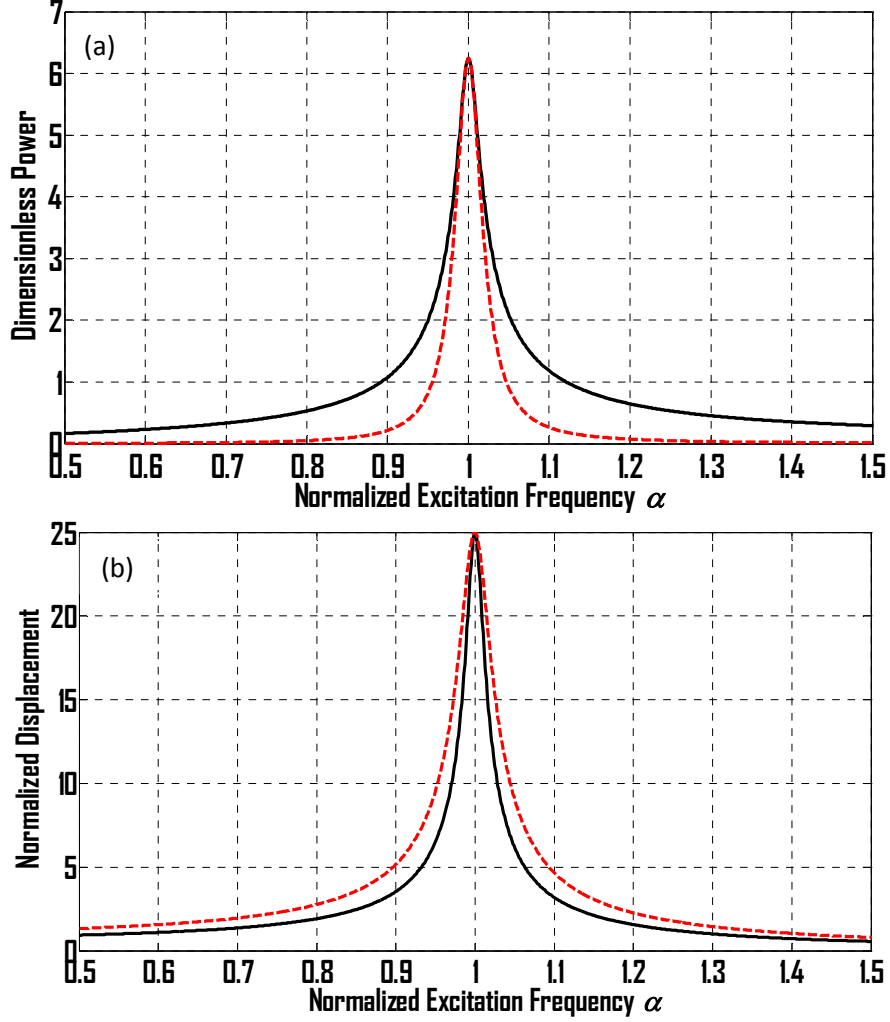 (a)
Dimensionless Power
7
6
5
4
3
2
1
0
0.5 0.6 0.7 0.8 0.9 1 1.1 1.2 1.3 1.4 1.5
Normalized Excitation Frequency α
(b)
Normalized Displacement
25
20
15
10
5
0
0.5 0.6 0.7 0.8 0.9 1 1.1 1.2 1.3 1.4 1.5
Normalized Excitation Frequency α